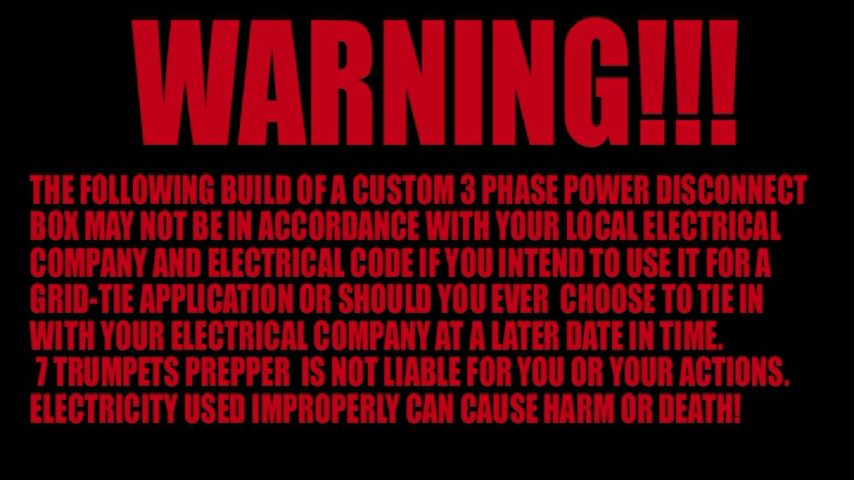 WARNING!!!
THE FOLLOWING BUILD OF A CUSTOM 3 PHASE POWER DISCONNECT
BOX MAY NOT BE IN ACCORDANCE WITH YOUR LOCAL ELECTRICAL
COMPANY AND ELECTRICAL CODE IF YOU INTEND TO USE IT FOR A
GRID-TIE APPLICATION OR SHOULD YOU EVER CHOOSE TO TIE IN
WITH YOUR ELECTRICAL COMPANY AT A LATER DATE IN TIME.
7 TRUMPETS PREPPER IS NOT LIABLE FOR YOU OR YOUR ACTIONS.
ELECTRICITY USED IMPROPERLY CAN CAUSE HARM OR DEATH!